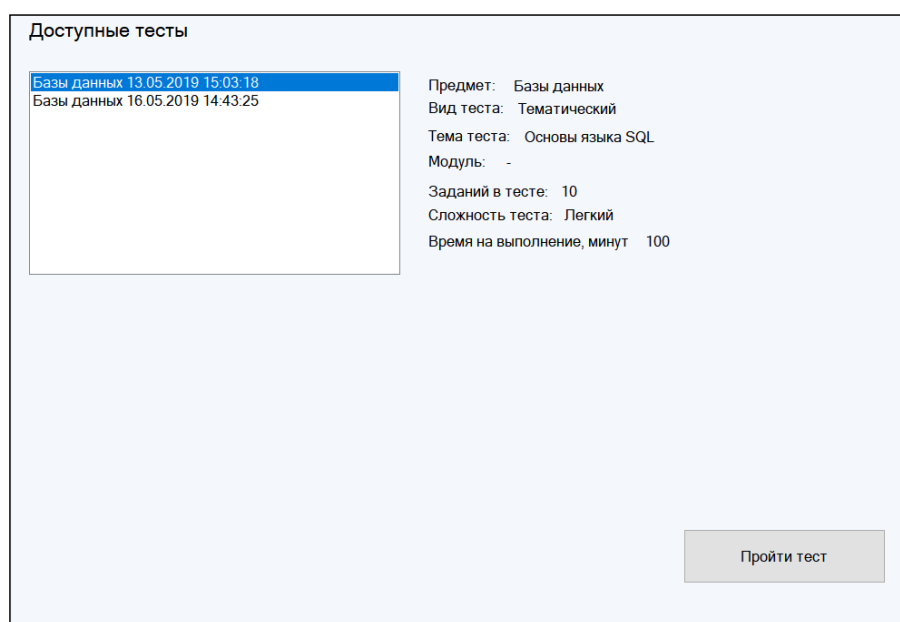 Доступные тесты
Базы данных 13.05.2019 15:03:18
Базы данных 16.05.2019 14:43:25
Предмет: Базы данных
Вид теста: Тематический
Тема теста: Основы языка SQL
Модуль: -
Заданий в тесте: 10
Сложность теста: Легкий
Время на выполнение, минут 100
Пройти тест